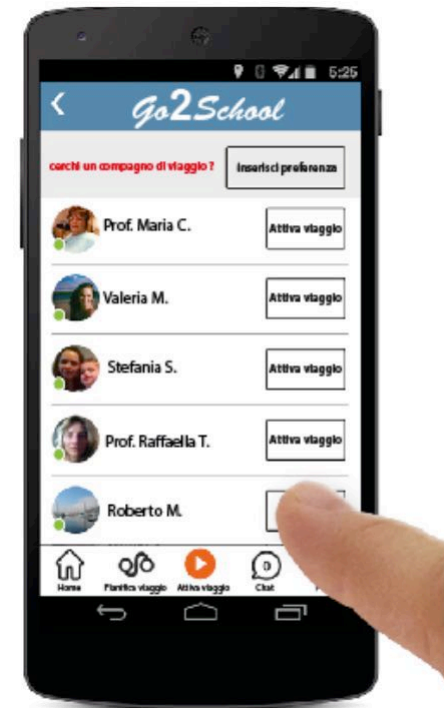 5:25
Go2School
cerchi un compagno di viaggio ?
Inserisci preferenza
Prof. Maria C.
Attiva viaggio
Valeria M.
Attiva viaggio
Stefania S.
Attiva viaggio
Prof. Raffaella T.
Attiva viaggio
Roberto M.
Home
Pianifica viaggio
Attiva viaggio
Chat